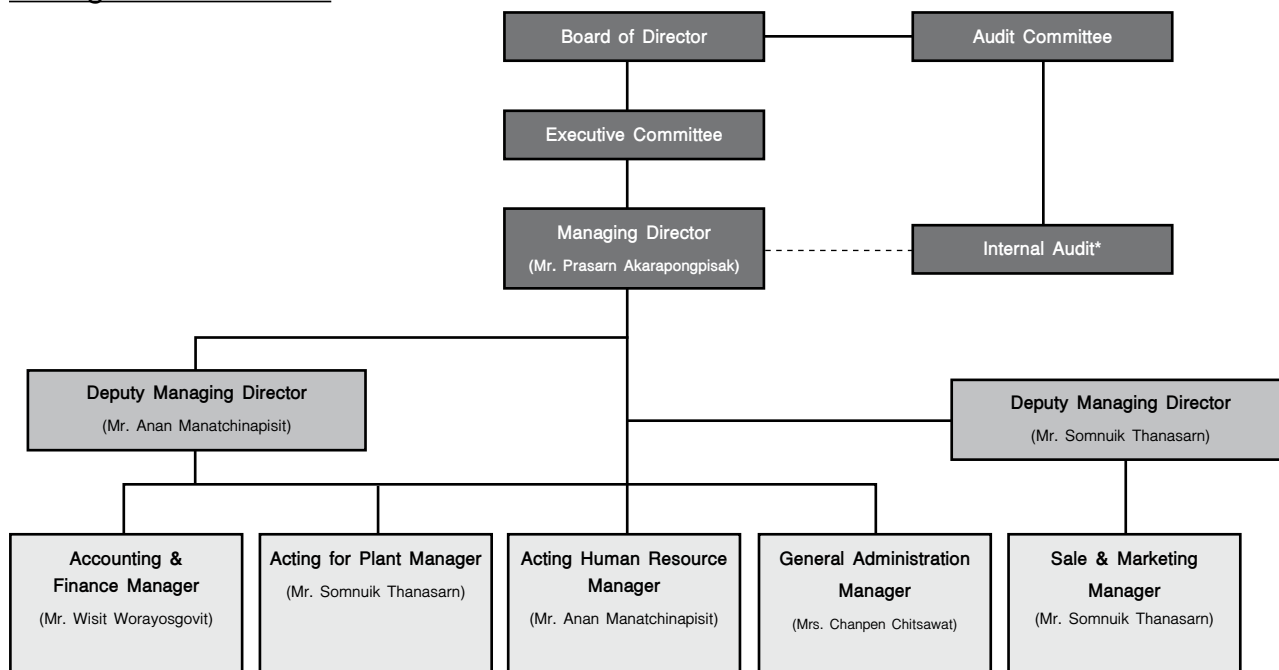 Board of Director
Audit Committee
Executive Committee
Managing Director
(Mr. Prasarn Akarapongpisak)
Internal Audit*
Deputy Managing Director
(Mr. Anan Manatchinapisit)
Deputy Managing Director
(Mr. Somnuik Thanasarn)
Accounting &
Finance Manager
(Mr. Wisit Worayosgovit)
Acting for Plant Manager
(Mr. Somnuik Thanasarn)
Acting Human Resource
Manager
(Mr. Anan Manatchinapisit)
General Administration
Manager
(Mrs. Chanpen Chitsawat)
Sale & Marketing
Manager
(Mr. Somnuik Thanasarn)